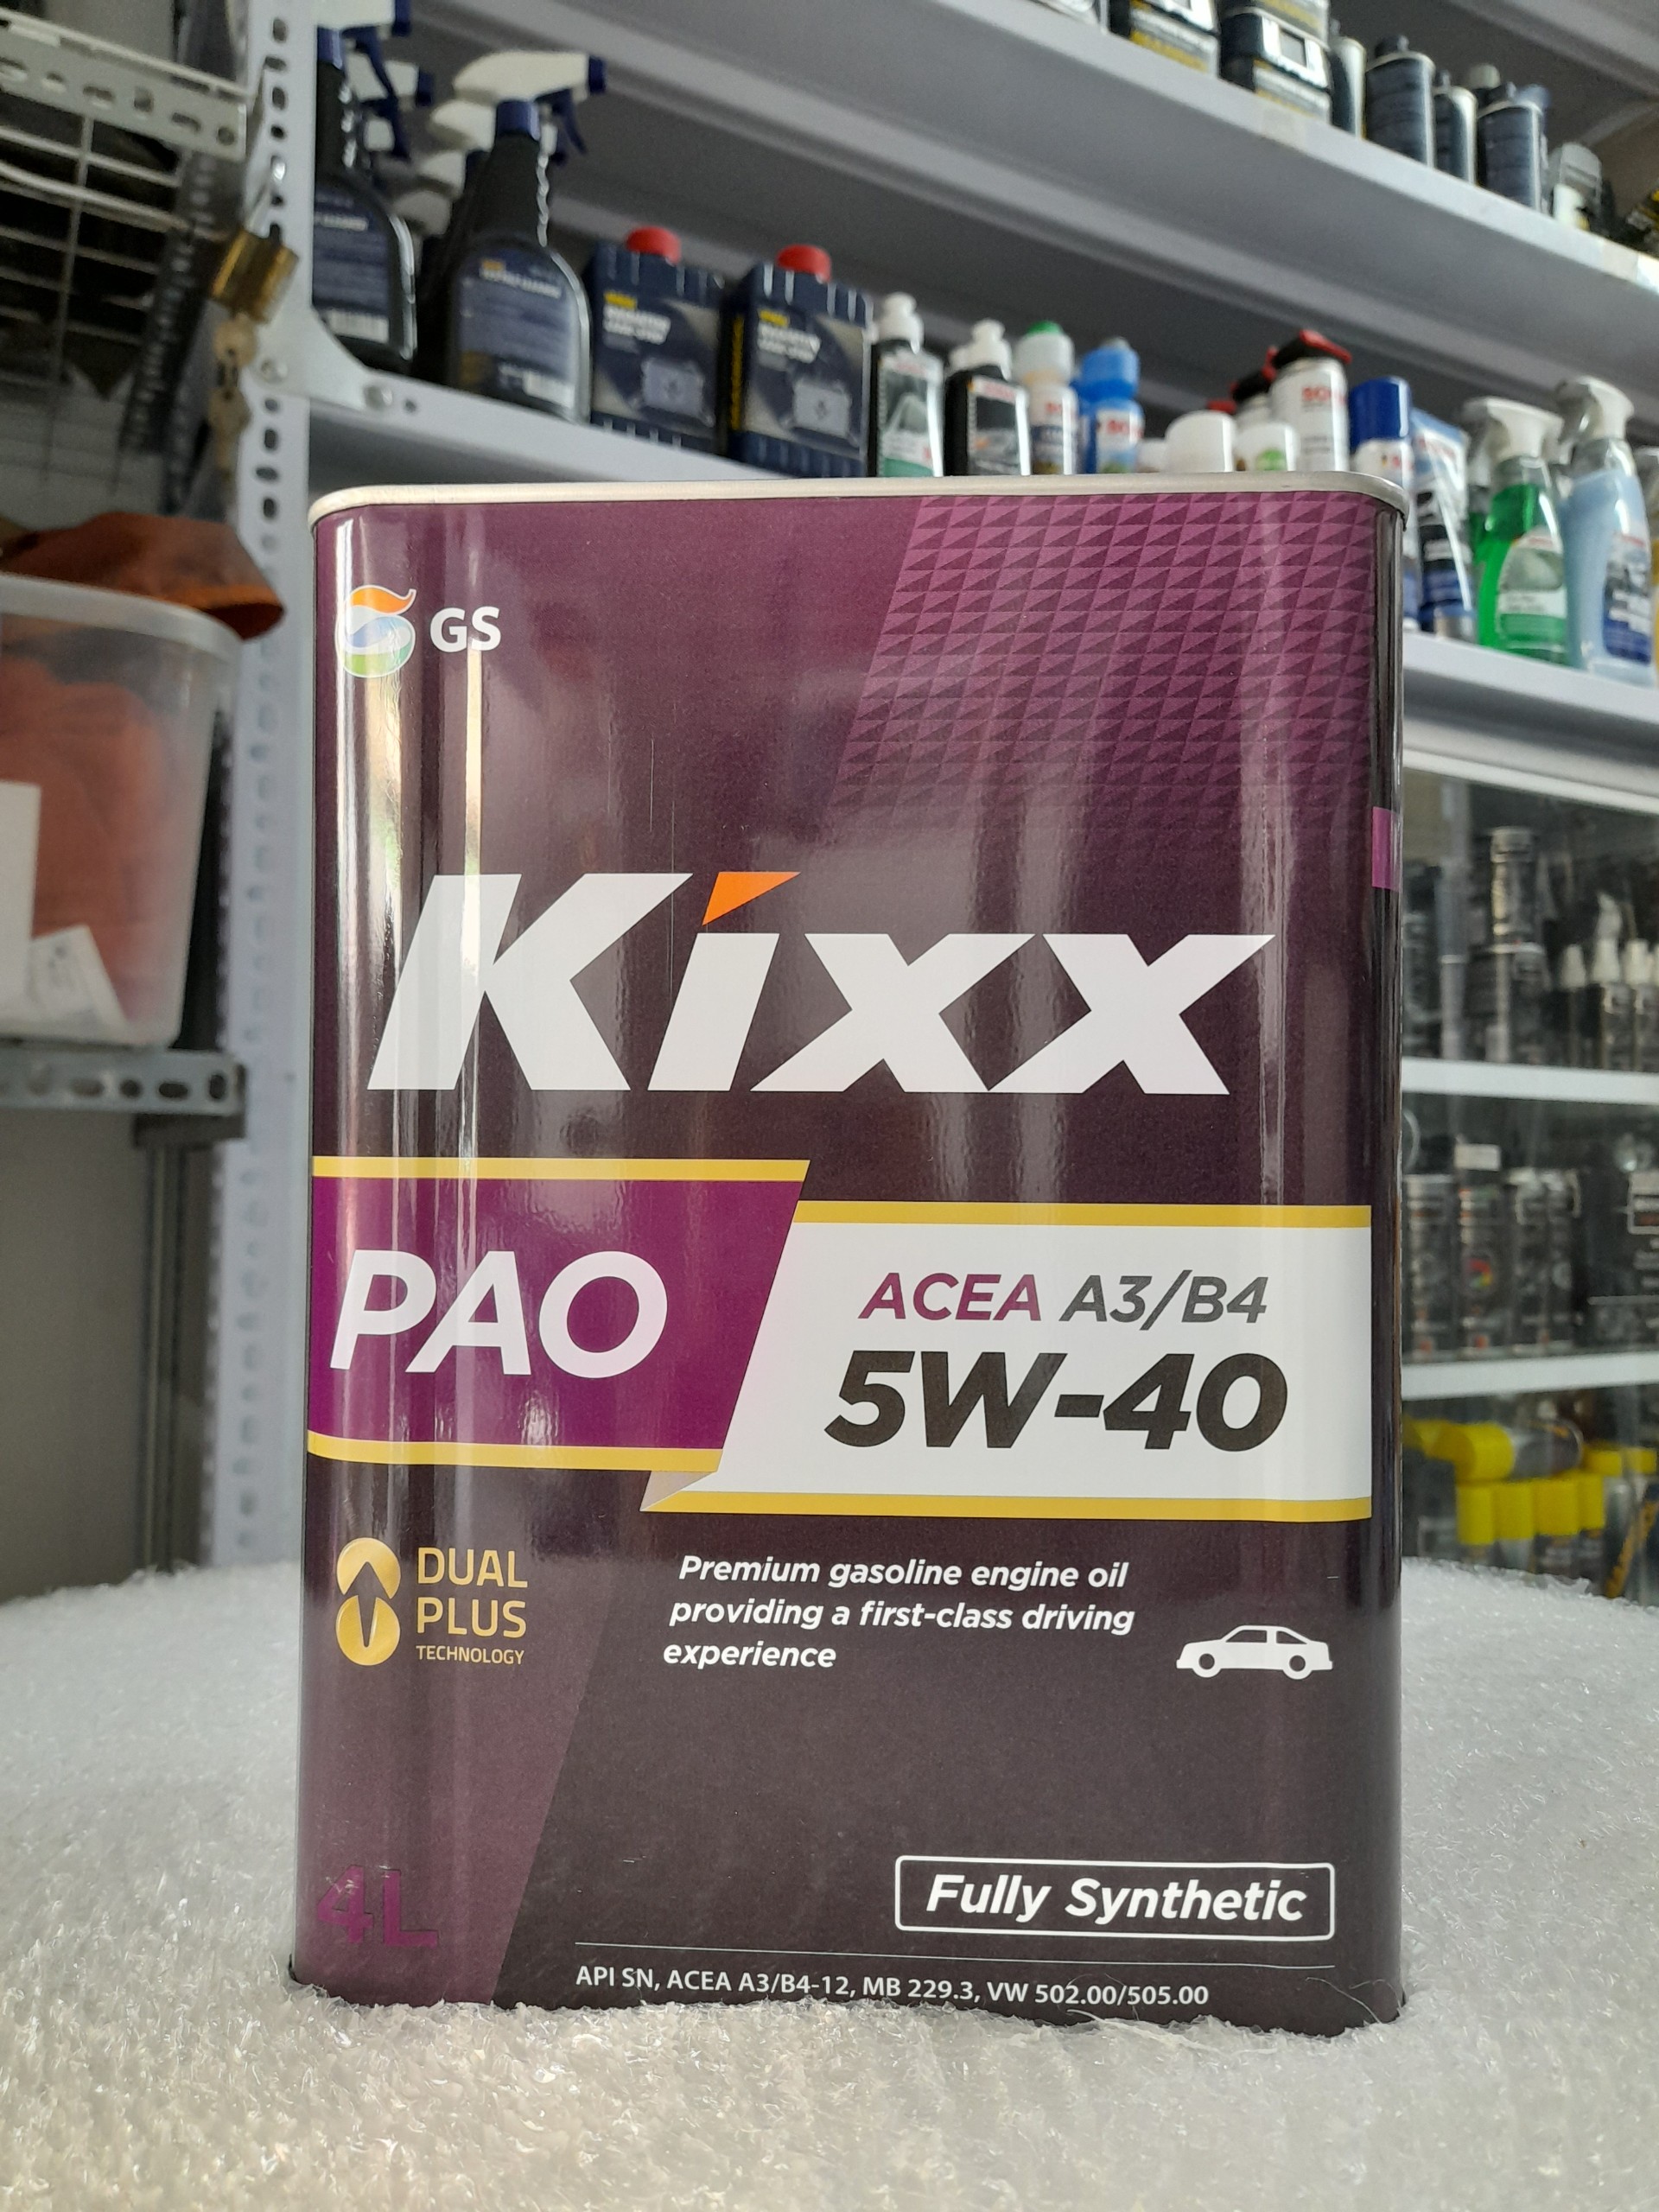 GS
Kixx
PAO
ACEA A3/B4
5W-40
DUAL
PLUS
TECHNOLOGY
Premium gasoline engine oil
providing a first-class driving
experience
4L
Fully Synthetic
API SN, ACEA A3/B4-12, MB 229.3, VW 502.00/505.00